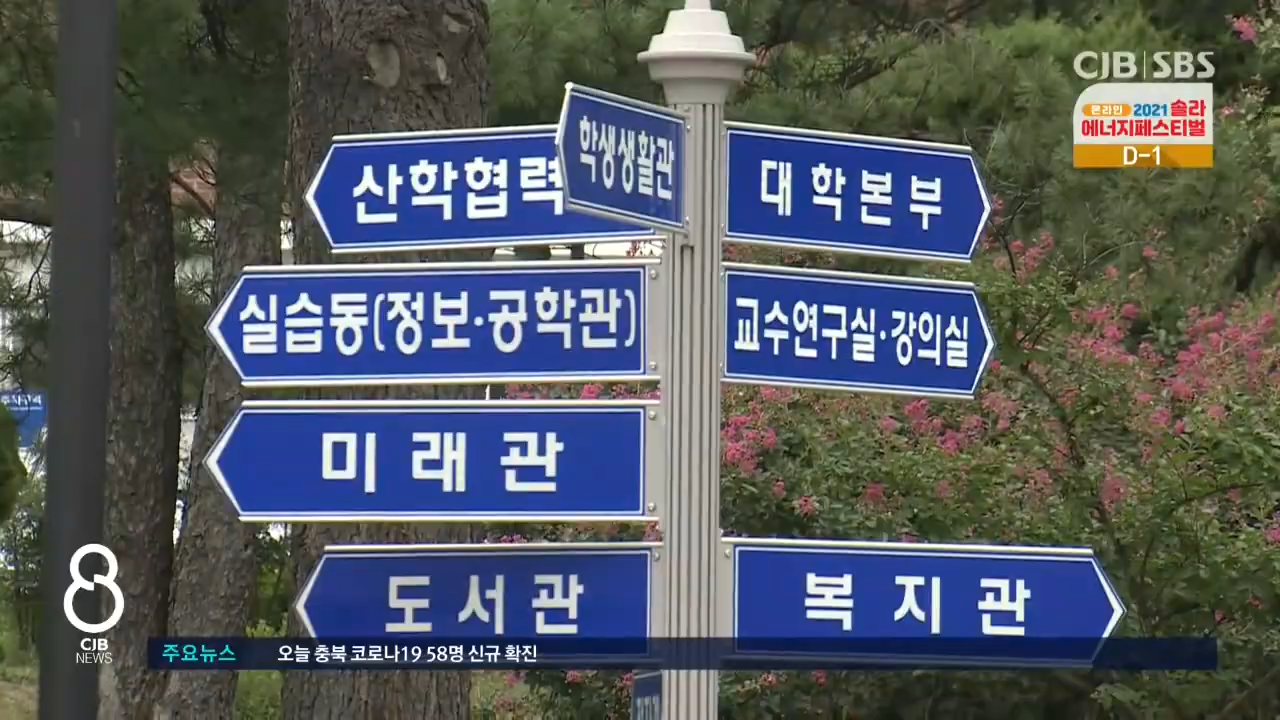 CJB SBS
온라인 2021 솔라
에너지페스티벌
D-1
학생생활관
산학협력
대학본부
실습동(정보·공학관)
교수연구실·강의실
미래관
도서관
복지관
8
CJB
NEWS
주요뉴스 오늘 충북 코로나19 58명 신규 확진